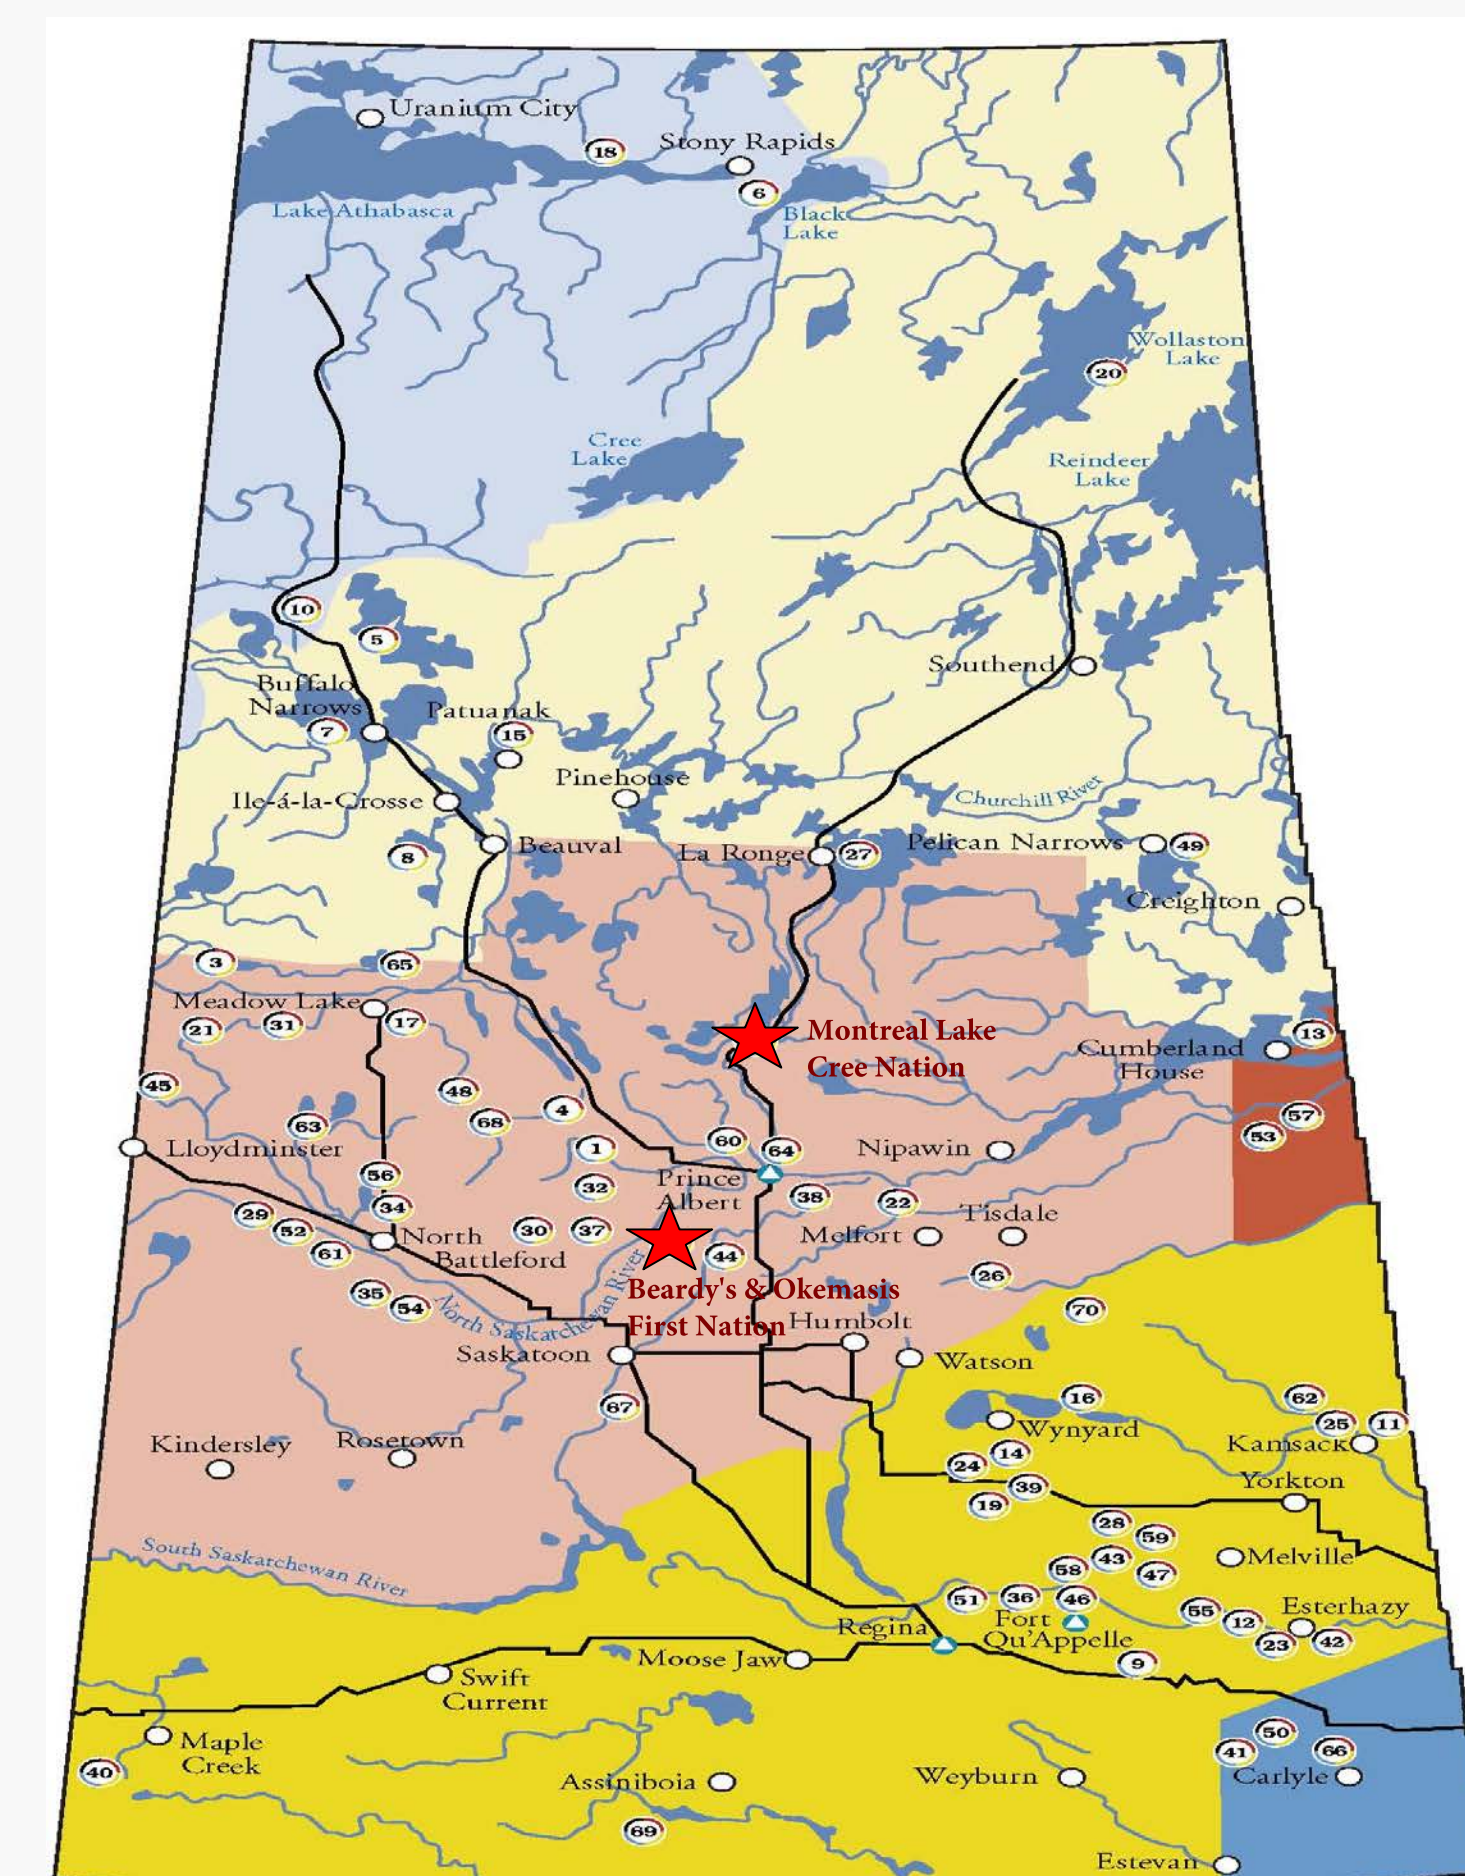 Uranium City
18
Stony Rapids
6
Lake Athabasca
Black
Lake
Wollaston
Lake
20
Cree
Lake
Reindeer
Lake
10
5
Southend
Buffalo
Narrows
7
Patuanak
15
Pinehouse
Ile-á-la-Crosse
Churchill River
Beauval
8
La Ronge
27
Pelican Narrows
49
Creighton
3
65
Meadow Lake
17
21
31
Montreal Lake
Cree Nation
13
Cumberland
House
45
48
4
68
63
57
53
Lloydminster
1
60
64
Nipawin
56
32
Prince
Albert
38
22
34
29
52
61
North
Battleford
30
37
44
Melfort
Tisdale
26
35
54
Beardy's & Okemasis
First Nation
North Saskatchewan River
70
Humbolt
Saskatoon
Watson
67
16
62
Wynyard
25
11
Kamsack
Kindersley
Rosetown
24
14
39
19
Yorkton
28
59
South Saskatchewan River
58
43
47
Melville
51
36
46
55
12
Esterhazy
Regina
Fort
Qu'Appelle
23
42
9
Moose Jaw
Swift
Current
Maple
Creek
40
50
41
66
Carlyle
Assiniboia
Weyburn
69
Estevan